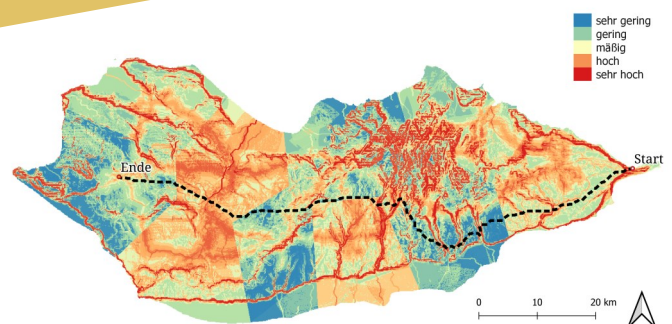 sehr gering
gering
mäßig
hoch
sehr hoch
Ende
Start
0 10 20 km